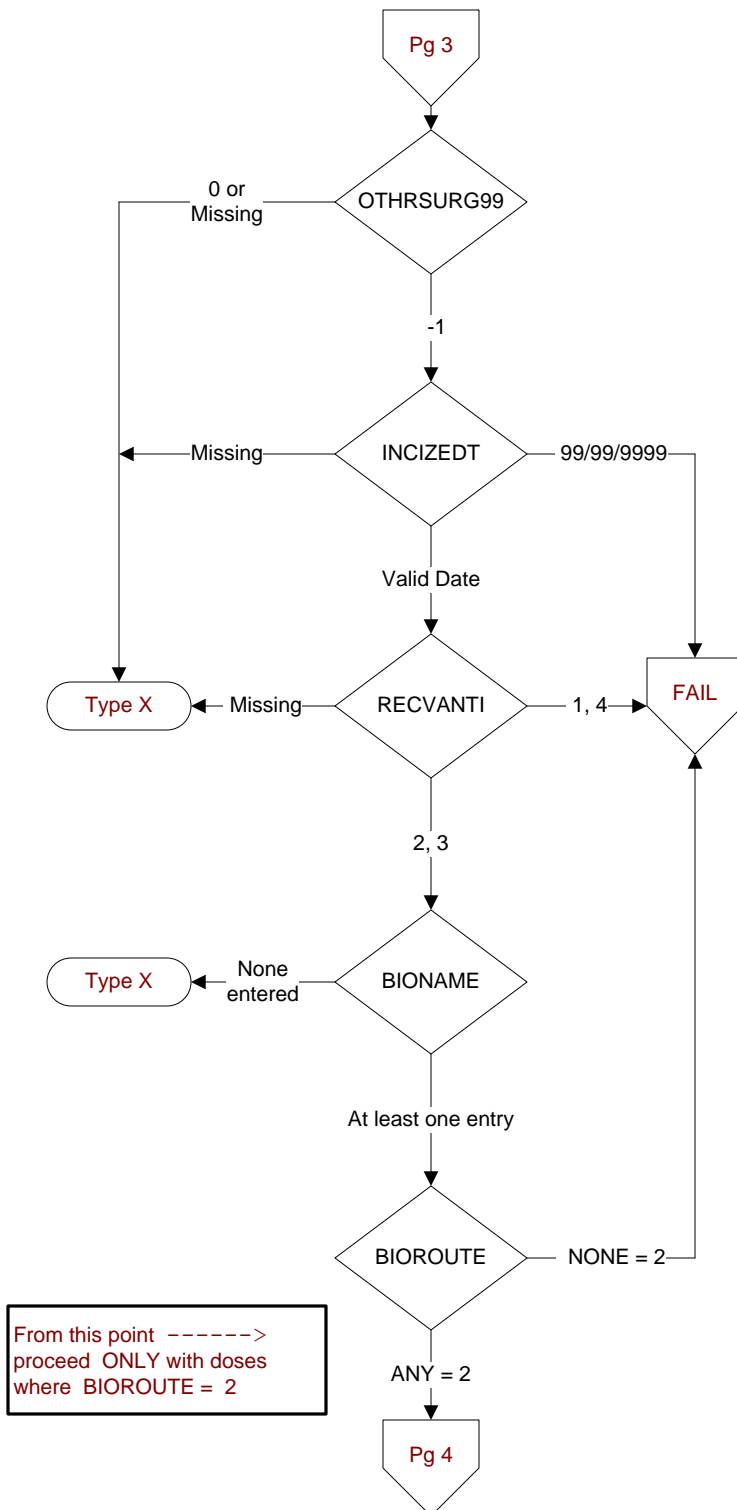 Pg 3
OTHRSURG99
0 or
Missing
-1
INCIZEDT
Missing
99/99/9999
Valid Date
RECVANTI
Missing
Type X
1, 4
FAIL
2, 3
BIONAME
None
entered
Type X
At least one entry
BIOROUTE
NONE = 2
From this point ------>
proceed ONLY with doses
where BIOROUTE = 2
ANY = 2
Pg 4